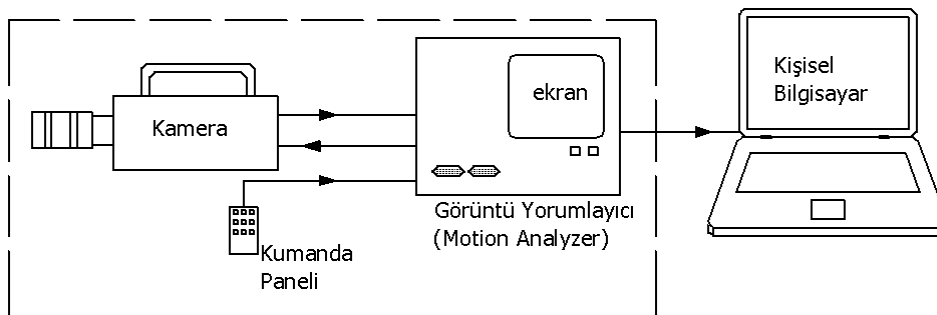 Kamera
ekran
Kişisel
Bilgisayar
Görüntü Yorumlayıcı
(Motion Analyzer)
Kumanda
Paneli